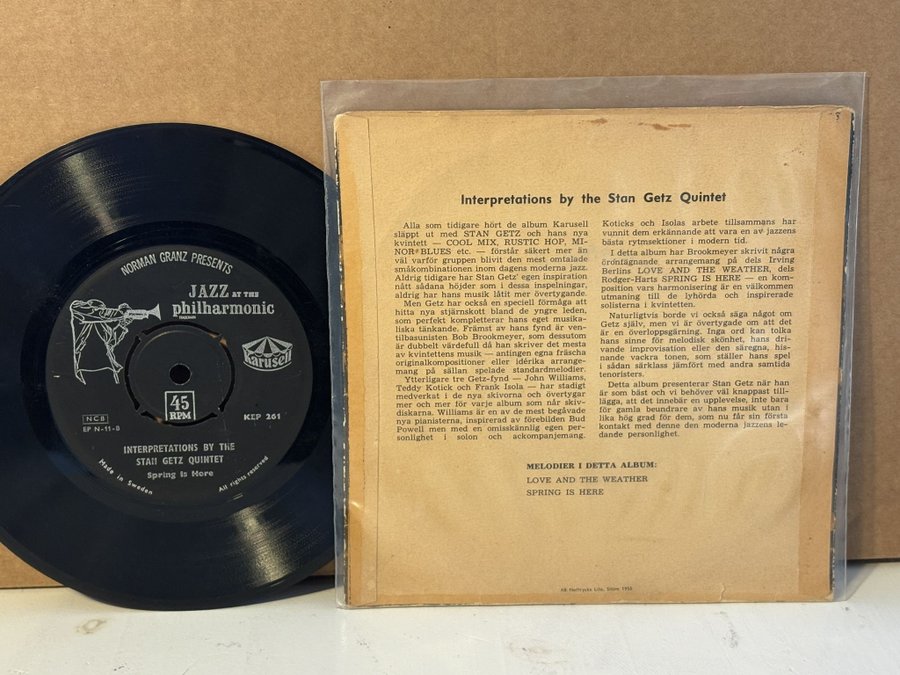 NORMAN GRANZ PRESENTS
JAZZ AT THE
philharmonic
Karusell
NCB
EP N-11-B
45
RPM
KEP 261
INTERPRETATIONS BY THE
STAN GETZ QUINTET
Spring Is Here
Made in Sweden
All rights reserved
Interpretations by the Stan Getz Quintet
Alla som tidigare hört de album Karusell
släppt ut med STAN GETZ och hans nya
kvintett — COOL MIX, RUSTIC HOP, MI-
NOR BLUES etc. — förstår säkert mer än
väl varför gruppen blivit den mest omtalade
småkombinationen inom dagens moderna jazz.
Aldrig tidigare har Stan Getz' egen inspiration
nått sådana höjder som i dessa inspelningar,
aldrig har hans musik låtit mer övertygande.
Men Getz har också en speciell förmåga att
hitta nya stjärnskott bland de yngre leden,
som perfekt kompletterar hans eget musika-
liska tänkande. Främst av hans fynd är ven-
tilbasunisten Bob Brookmeyer, som dessutom
är dubbelt värdefull då han skriver det mesta
av kvintettens musik — antingen egna fräscha
originalkompositioner eller idérika arrange-
mang på sällan spelade standardmelodier.
Ytterligare tre Getz-fynd — John Williams,
Teddy Kotick och Frank Isola — har stadigt
medverkat i de nya skivorna och övertygar
mer och mer för varje album som når skiv-
diskarna. Williams är en av de mest begåvade
nya pianisterna, inspirerad av förebilden Bud
Powell men med en omisskännlig egen per-
sonlighet i solon och ackompanjemang.
Koticks och Isolas arbete tillsammans har
vunnit dem erkännande att vara en av jazzens
bästa rytmsektioner i modern tid.
I detta album har Brookmeyer skrivit några
öronfägnande arrangemang på dels Irving
Berlins LOVE AND THE WEATHER, dels
Rodger-Harts SPRING IS HERE — en kom-
position vars harmonisering är en välkommen
utmaning till de lyhörda och inspirerade
solisterna i kvintetten.
Naturligtvis borde vi också säga något om
Getz själv, men vi är övertygade om att det
är en överloppsgärning. Inga ord kan tolka
hans sinne för melodisk skönhet, hans dri-
vande improvisation eller den säregna, his-
nande vackra tonen, som ställer hans spel
i sådan särklass jämfört med andra samtida
tenorister.
Detta album presenterar Stan Getz när han
är som bäst och vi behöver väl knappast till-
lägga, att det innebär en upplevelse, inte bara
för gamla beundrare av hans musik utan i
lika hög grad för dem, som nu får sin första
kontakt med denne den moderna jazzens le-
dande personlighet.
MELODIER I DETTA ALBUM:
LOVE AND THE WEATHER
SPRING IS HERE